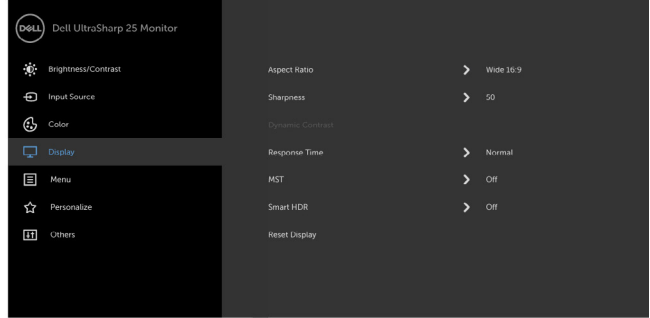 DELL Dell UltraSharp 25 Monitor
Brightness/Contrast
Aspect Ratio Wide 16:9
Input Source
Sharpness 50
Color
Dynamic Contrast
Display
Response Time Normal
Menu
MST Off
Personalize
Smart HDR Off
Others
Reset Display